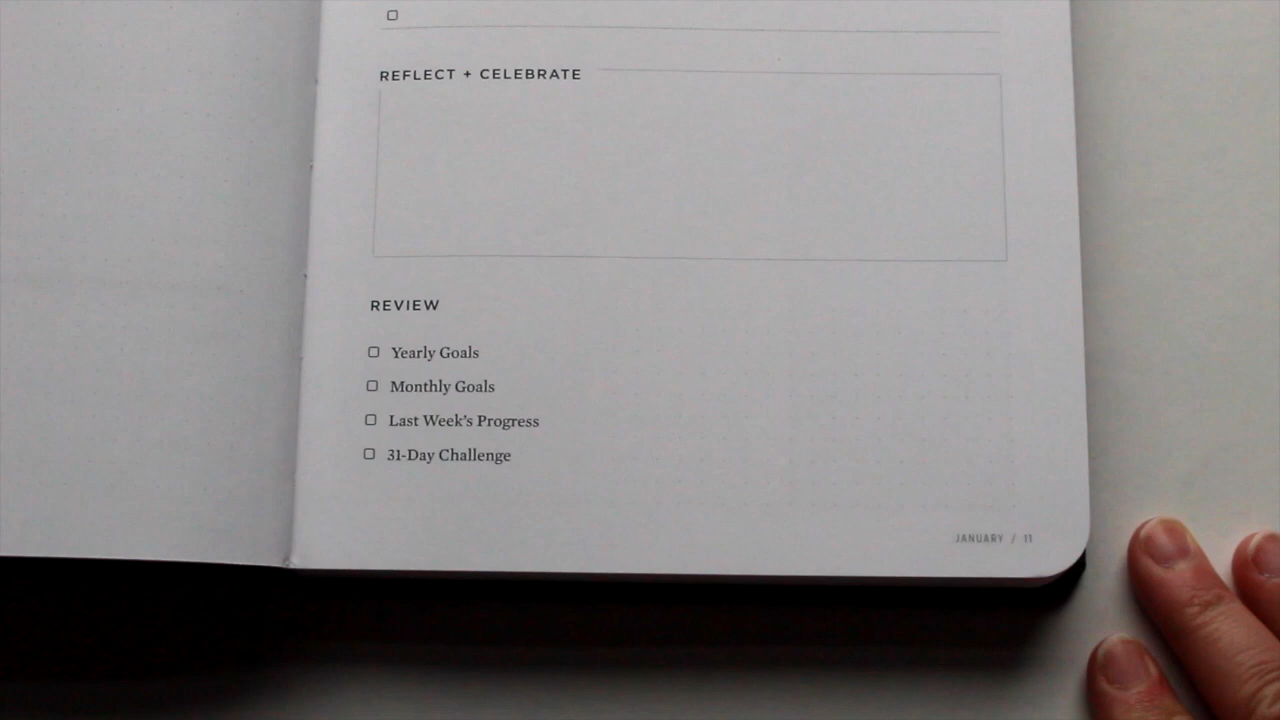 REFLECT + CELEBRATE
REVIEW
Yearly Goals
Monthly Goals
Last Week's Progress
31-Day Challenge
JANUARY / 11